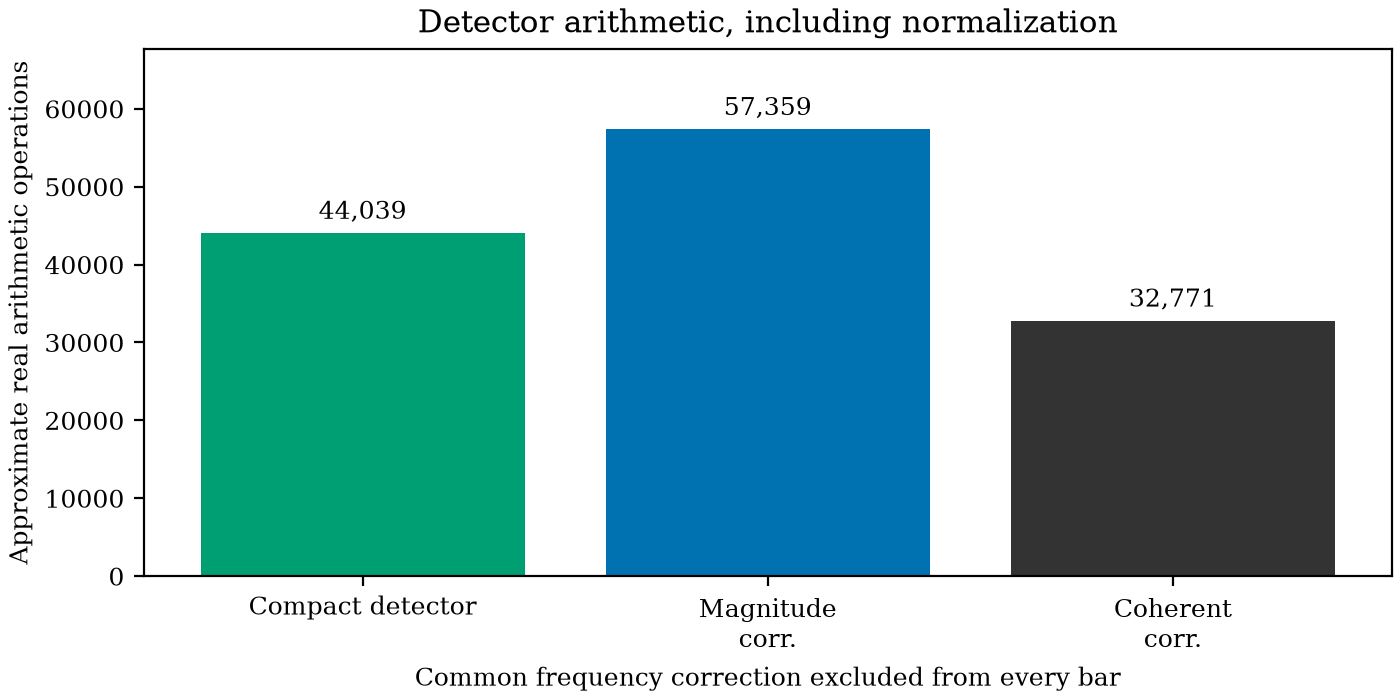 Detector arithmetic, including normalization
Approximate real arithmetic operations
60000
50000
40000
30000
20000
10000
0
44,039
57,359
32,771
Compact detector
Magnitude
corr.
Coherent
corr.
Common frequency correction excluded from every bar